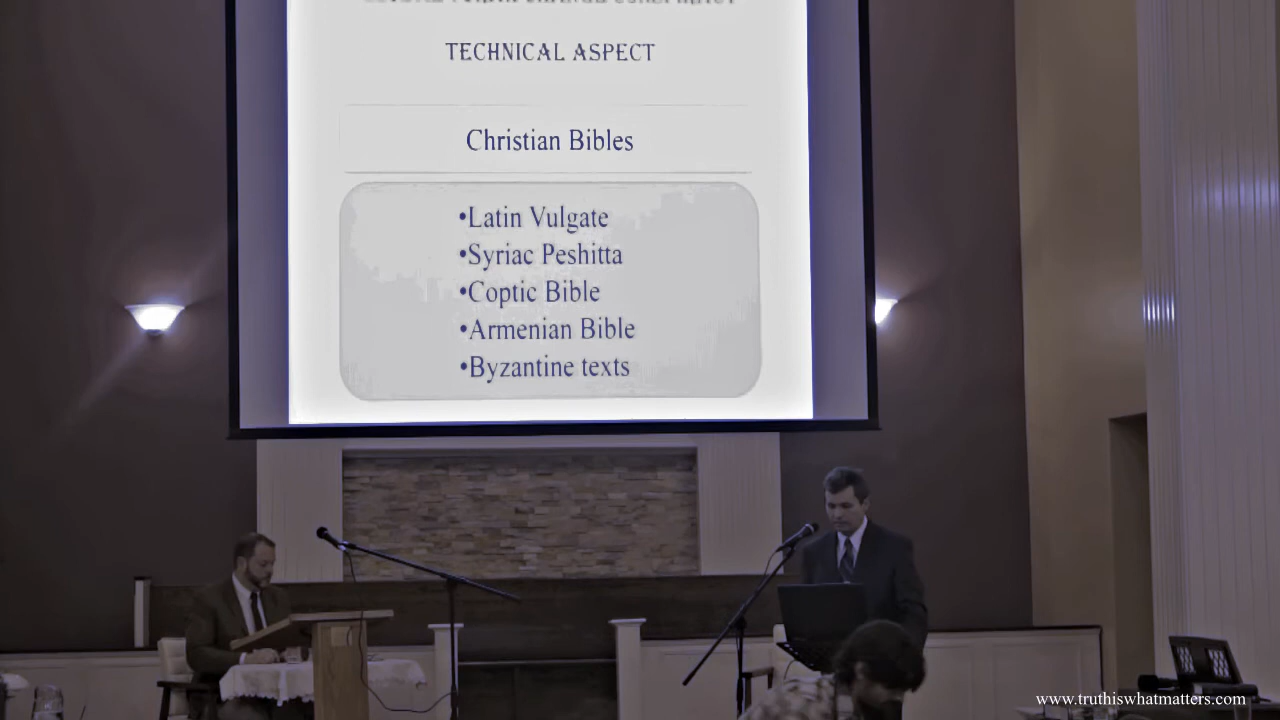 TECHNICAL ASPECT
Christian Bibles
•Latin Vulgate
•Syriac Peshitta
•Coptic Bible
•Armenian Bible
•Byzantine texts
www.truthiswhatmatters.com